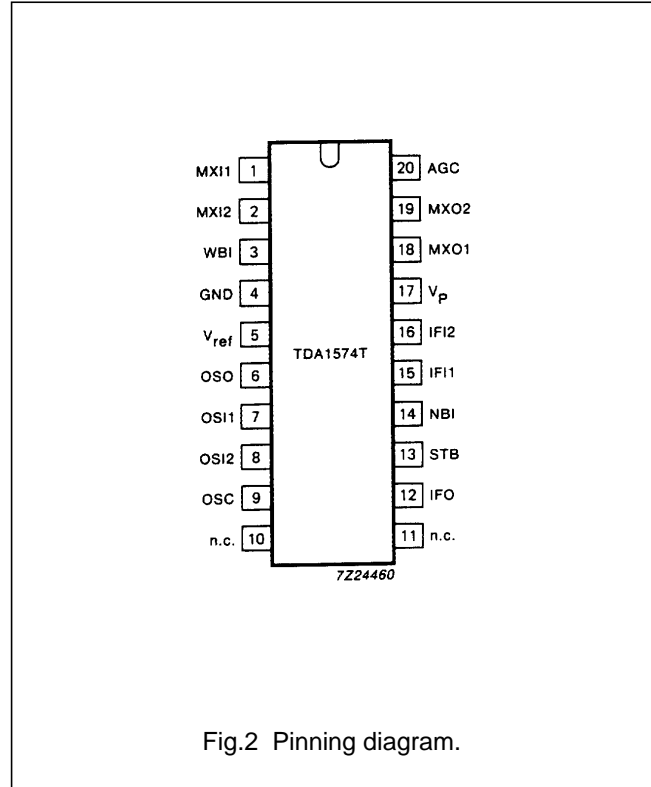 MXI1 1 20 AGC
MXI2 2 19 MXO2
WBI 3 18 MXO1
GND 4 17 Vp
Vref 5 16 IFI2
TDA1574T
OSO 6 15 IFI1
OSI1 7 14 NBI
OSI2 8 13 STB
OSC 9 12 IFO
n.c. 10 11 n.c.
7Z24460
Fig.2 Pinning diagram.